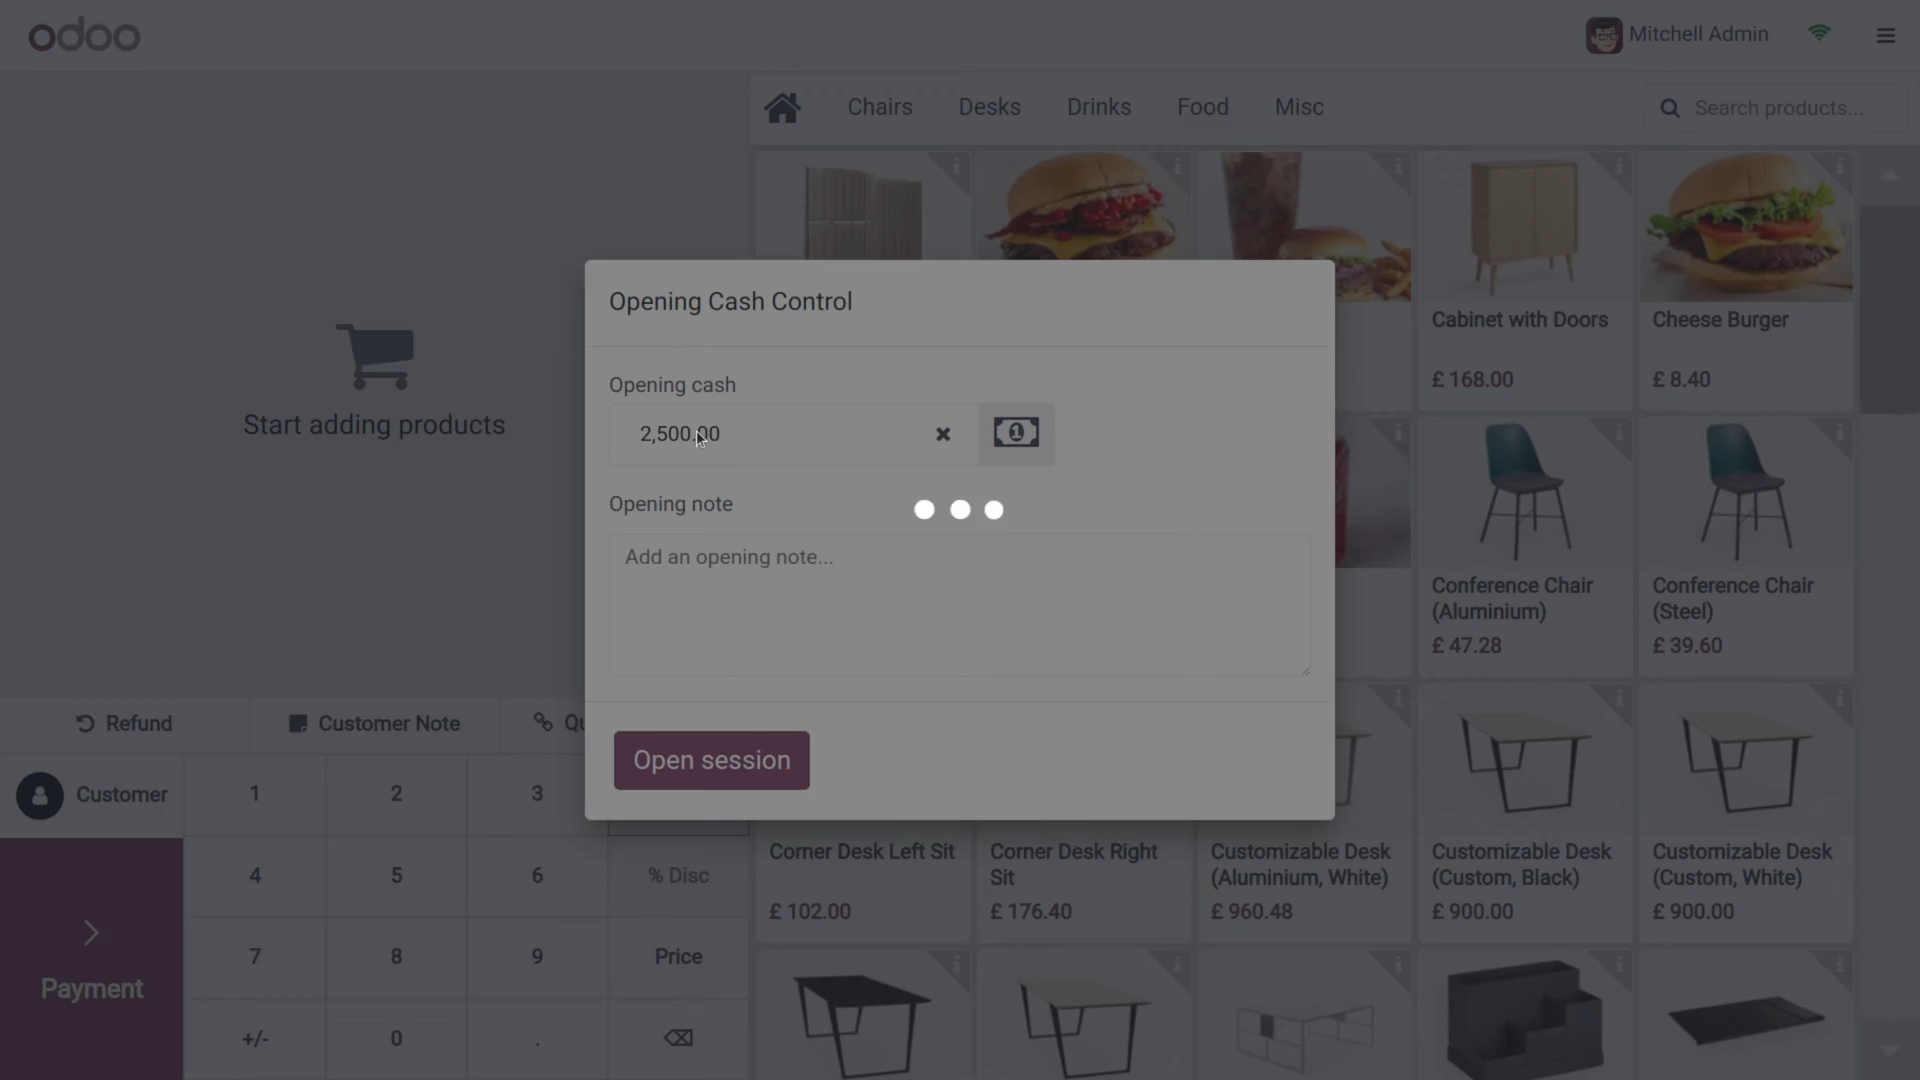 odoo
Mitchell Admin
Chairs Desks Drinks Food Misc
Search products...
Start adding products
Opening Cash Control
Opening cash
2,500.00
Opening note
Add an opening note...
Open session
Cabinet with Doors
£ 168.00
Cheese Burger
£ 8.40
Conference Chair
(Aluminium)
£ 47.28
Conference Chair
(Steel)
£ 39.60
Refund
Customer Note
Customer
1 2 3
4 5 6 % Disc
7 8 9 Price
+/- 0 .
Payment
Corner Desk Left Sit
£ 102.00
Corner Desk Right
Sit
£ 176.40
Customizable Desk
(Aluminium, White)
£ 960.48
Customizable Desk
(Custom, Black)
£ 900.00
Customizable Desk
(Custom, White)
£ 900.00